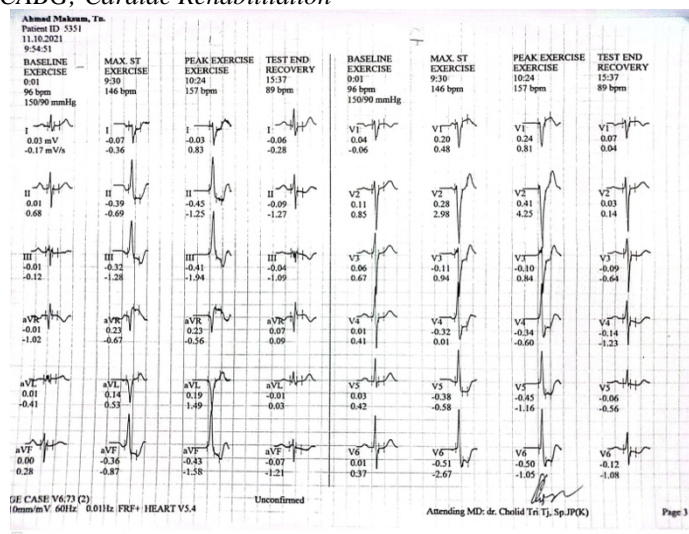 CABG, Cardiac Rehabilitation
Ahmad Maksum, Tn.
Patient ID 5351
11.10.2021
9:54:51
BASELINE MAX. ST PEAK EXERCISE TEST END BASELINE MAX. ST PEAK EXERCISE TEST END
EXERCISE EXERCISE EXERCISE RECOVERY EXERCISE EXERCISE EXERCISE RECOVERY
0:01 9:30 10:24 15:37 0:01 9:30 10:24 15:37
96 bpm 146 bpm 157 bpm 89 bpm 96 bpm 146 bpm 157 bpm 89 bpm
150/90 mmHg 150/90 mmHg
I I I I V1 V1 V1 V1
0.03 mV -0.07 -0.03 -0.06 0.04 0.20 0.24 0.07
-0.17 mV/s -0.36 0.83 -0.28 -0.06 0.48 0.81 0.04
II II II II V2 V2 V2 V2
0.01 -0.39 -0.45 -0.09 0.11 0.28 0.41 0.03
0.68 -0.69 -1.25 -1.27 0.85 2.98 4.25 0.14
III III III III V3 V3 V3 V3
-0.01 -0.32 -0.41 -0.04 0.06 -0.11 -0.10 -0.09
-0.12 -1.28 -1.94 -1.09 0.67 0.94 0.84 -0.64
aVR aVR aVR aVR V4 V4 V4 V4
-0.01 0.23 0.23 0.07 0.01 -0.32 -0.34 -0.14
-1.02 -0.67 -0.56 0.09 0.41 0.01 -0.60 -1.23
aVL aVL aVL aVL V5 V5 V5 V5
0.01 0.14 0.19 -0.01 0.03 -0.38 -0.45 -0.06
-0.41 0.53 1.49 0.03 0.42 -0.58 -1.16 -0.56
aVF aVF aVF aVF V6 V6 V6 V6
0.00 -0.36 -0.43 -0.07 0.01 -0.51 -0.50 -0.12
0.28 -0.87 -1.58 -1.21 0.37 -2.67 -1.05 -1.08
GE CASE V6.73 (2) Unconfirmed
10mm/mV 60Hz 0.01Hz FRF+ HEART V5.4 Attending MD: dr. Cholid Tri Tj, Sp.JP(K) Page 3